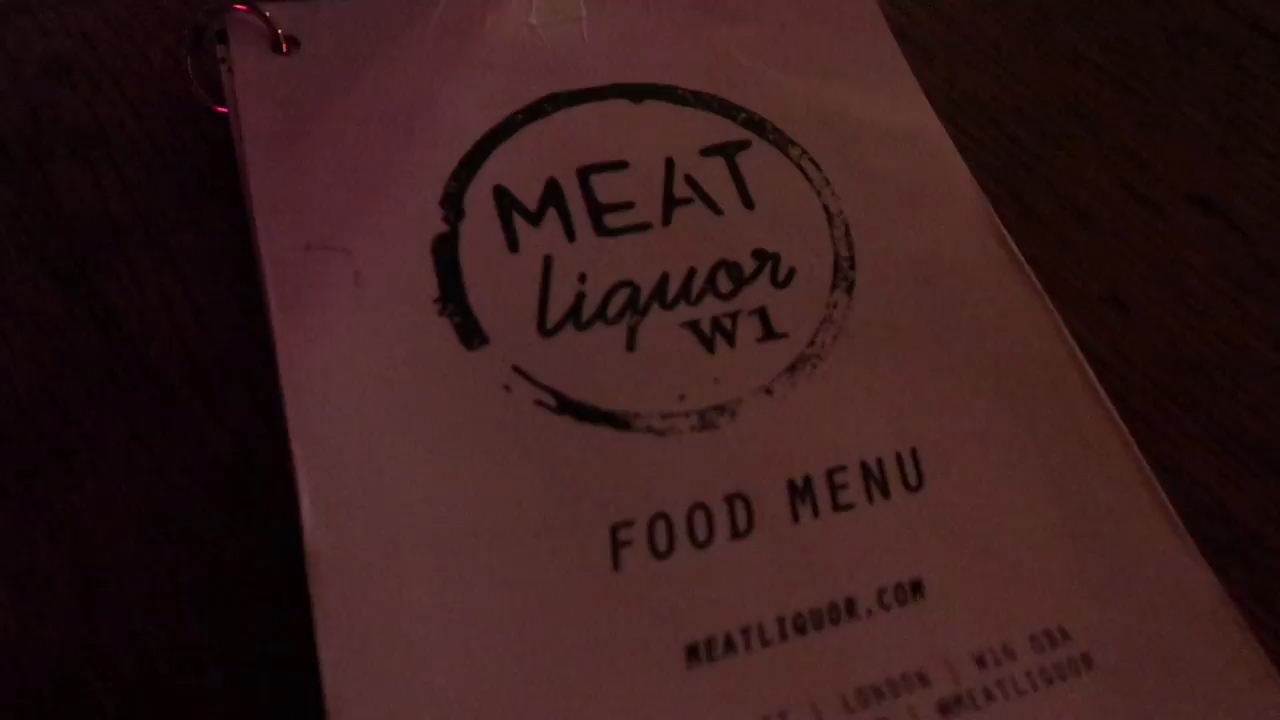 MEAT
liquor
W1
FOOD MENU
MEATLIQUOR.COM
| LONDON | W1G 0BA
| @MEATLIQUOR